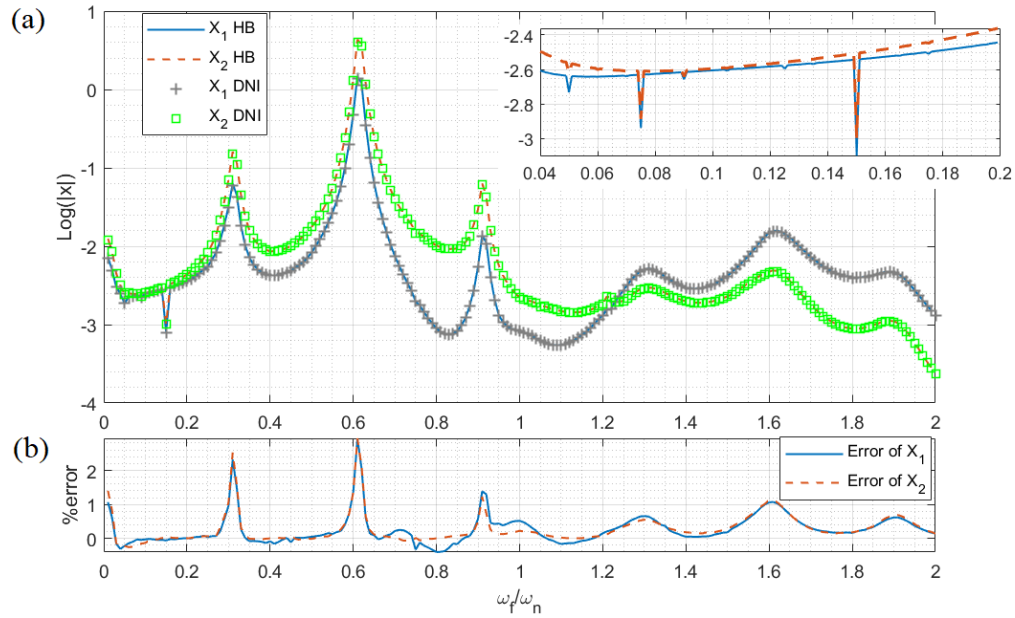 (a)
X1 HB
X2 HB
X1 DNI
X2 DNI
1
0
-1
-2
-3
-4
Log(|x|)
-2.4
-2.6
-2.8
-3
0.04 0.06 0.08 0.1 0.12 0.14 0.16 0.18 0.2
0 0.2 0.4 0.6 0.8 1 1.2 1.4 1.6 1.8 2
(b)
Error of X1
Error of X2
2
1
0
%error
0 0.2 0.4 0.6 0.8 1 1.2 1.4 1.6 1.8 2
ωf/ωn